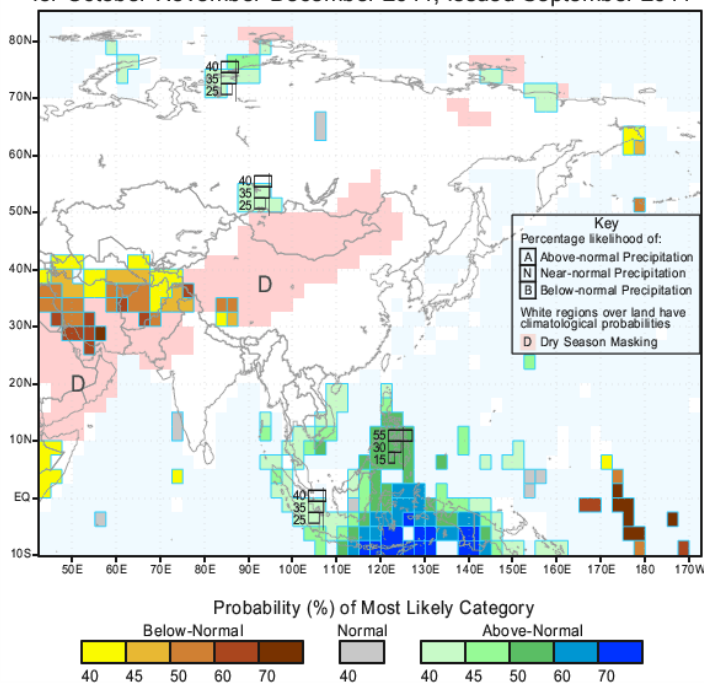 for October-November-December 2011, Issued September 2011
80N
70N
60N
50N
40N
30N
20N
10N
EQ
10S
40
35
25
40
35
25
55
30
15
40
35
25
D
D
Key
Percentage likelihood of:
A Above-normal Precipitation
N Near-normal Precipitation
B Below-normal Precipitation
White regions over land have
climatological probabilities
D Dry Season Masking
50E 60E 70E 80E 90E 100E 110E 120E 130E 140E 150E 160E 170E 180 170W
Probability (%) of Most Likely Category
Below-Normal Normal Above-Normal
40 45 50 60 70 40 40 45 50 60 70